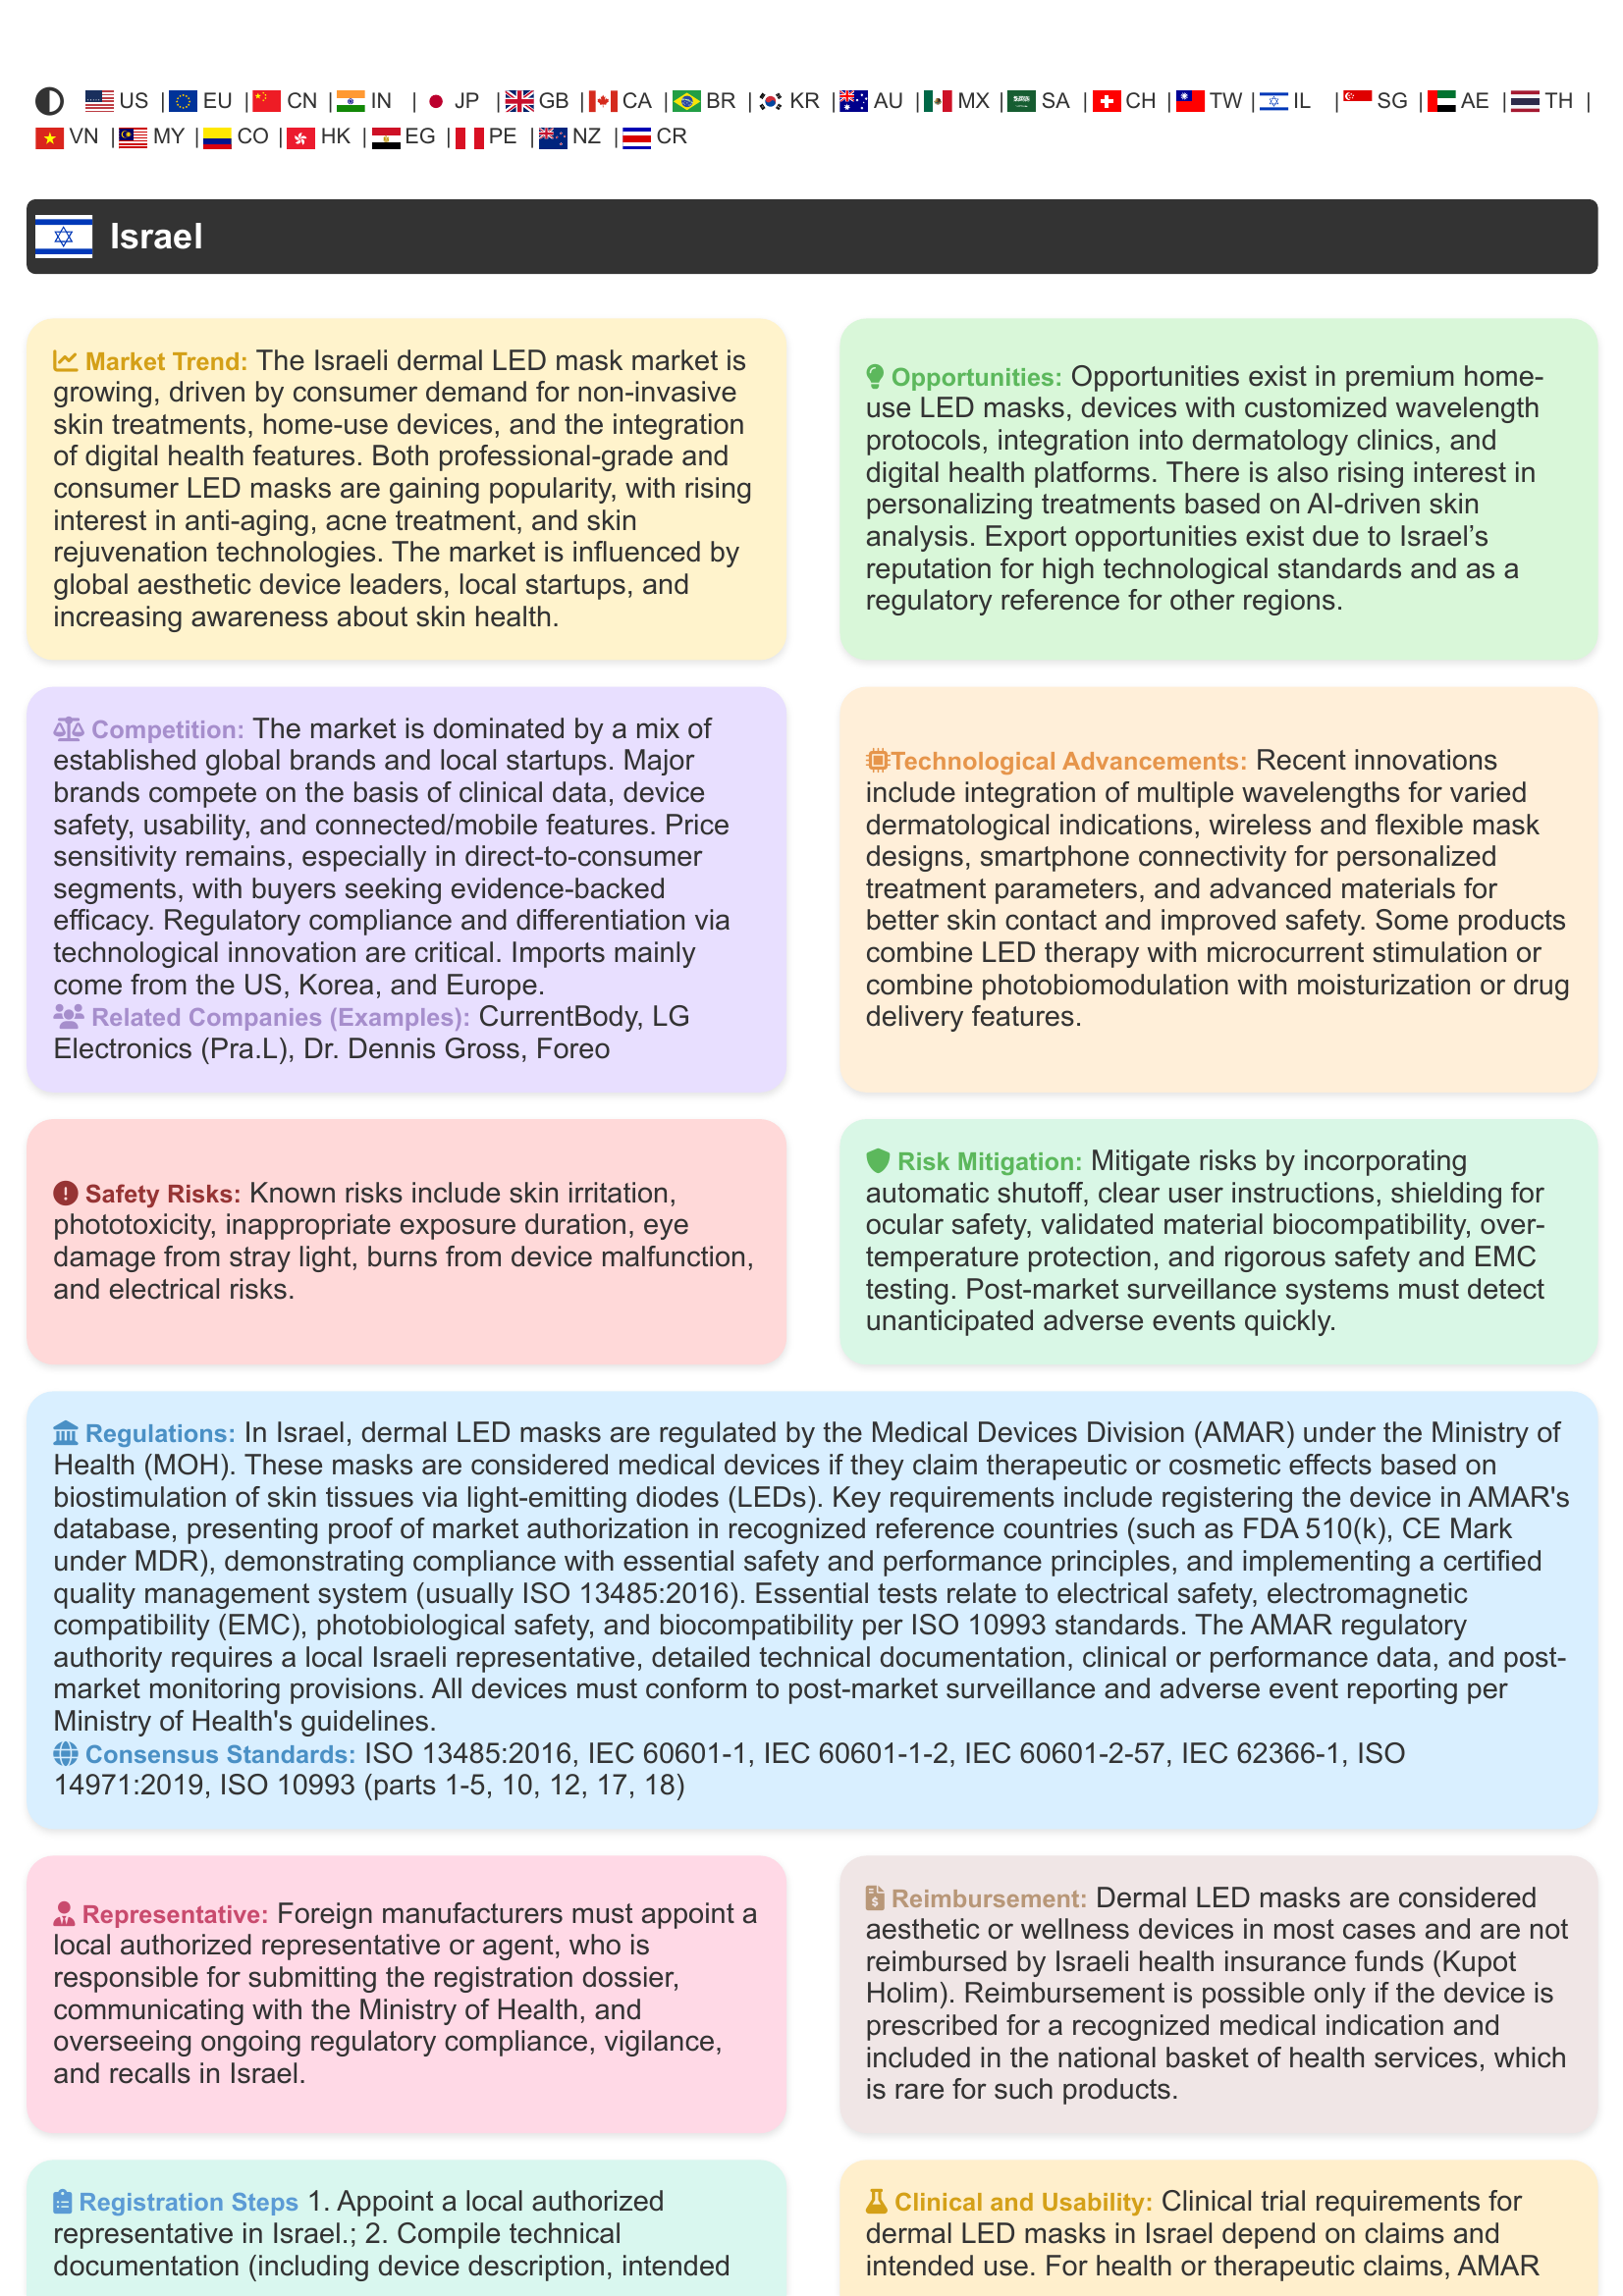 US | EU | CN | IN | JP | GB | CA | BR | KR | AU | MX | SA | CH | TW | IL | SG | AE | TH |
VN | MY | CO | HK | EG | PE | NZ | CR
Israel
Market Trend: The Israeli dermal LED mask market is
growing, driven by consumer demand for non-invasive
skin treatments, home-use devices, and the integration
of digital health features. Both professional-grade and
consumer LED masks are gaining popularity, with rising
interest in anti-aging, acne treatment, and skin
rejuvenation technologies. The market is influenced by
global aesthetic device leaders, local startups, and
increasing awareness about skin health.
Opportunities: Opportunities exist in premium home-
use LED masks, devices with customized wavelength
protocols, integration into dermatology clinics, and
digital health platforms. There is also rising interest in
personalizing treatments based on AI-driven skin
analysis. Export opportunities exist due to Israel’s
reputation for high technological standards and as a
regulatory reference for other regions.
Competition: The market is dominated by a mix of
established global brands and local startups. Major
brands compete on the basis of clinical data, device
safety, usability, and connected/mobile features. Price
sensitivity remains, especially in direct-to-consumer
segments, with buyers seeking evidence-backed
efficacy. Regulatory compliance and differentiation via
technological innovation are critical. Imports mainly
come from the US, Korea, and Europe.
Related Companies (Examples): CurrentBody, LG
Electronics (Pra.L), Dr. Dennis Gross, Foreo
Technological Advancements: Recent innovations
include integration of multiple wavelengths for varied
dermatological indications, wireless and flexible mask
designs, smartphone connectivity for personalized
treatment parameters, and advanced materials for
better skin contact and improved safety. Some products
combine LED therapy with microcurrent stimulation or
combine photobiomodulation with moisturization or drug
delivery features.
Safety Risks: Known risks include skin irritation,
phototoxicity, inappropriate exposure duration, eye
damage from stray light, burns from device malfunction,
and electrical risks.
Risk Mitigation: Mitigate risks by incorporating
automatic shutoff, clear user instructions, shielding for
ocular safety, validated material biocompatibility, over-
temperature protection, and rigorous safety and EMC
testing. Post-market surveillance systems must detect
unanticipated adverse events quickly.
Regulations: In Israel, dermal LED masks are regulated by the Medical Devices Division (AMAR) under the Ministry of
Health (MOH). These masks are considered medical devices if they claim therapeutic or cosmetic effects based on
biostimulation of skin tissues via light-emitting diodes (LEDs). Key requirements include registering the device in AMAR's
database, presenting proof of market authorization in recognized reference countries (such as FDA 510(k), CE Mark
under MDR), demonstrating compliance with essential safety and performance principles, and implementing a certified
quality management system (usually ISO 13485:2016). Essential tests relate to electrical safety, electromagnetic
compatibility (EMC), photobiological safety, and biocompatibility per ISO 10993 standards. The AMAR regulatory
authority requires a local Israeli representative, detailed technical documentation, clinical or performance data, and post-
market monitoring provisions. All devices must conform to post-market surveillance and adverse event reporting per
Ministry of Health's guidelines.
Consensus Standards: ISO 13485:2016, IEC 60601-1, IEC 60601-1-2, IEC 60601-2-57, IEC 62366-1, ISO
14971:2019, ISO 10993 (parts 1-5, 10, 12, 17, 18)
Representative: Foreign manufacturers must appoint a
local authorized representative or agent, who is
responsible for submitting the registration dossier,
communicating with the Ministry of Health, and
overseeing ongoing regulatory compliance, vigilance,
and recalls in Israel.
Reimbursement: Dermal LED masks are considered
aesthetic or wellness devices in most cases and are not
reimbursed by Israeli health insurance funds (Kupot
Holim). Reimbursement is possible only if the device is
prescribed for a recognized medical indication and
included in the national basket of health services, which
is rare for such products.
Registration Steps 1. Appoint a local authorized
representative in Israel.; 2. Compile technical
documentation (including device description, intended
Clinical and Usability: Clinical trial requirements for
dermal LED masks in Israel depend on claims and
intended use. For health or therapeutic claims, AMAR